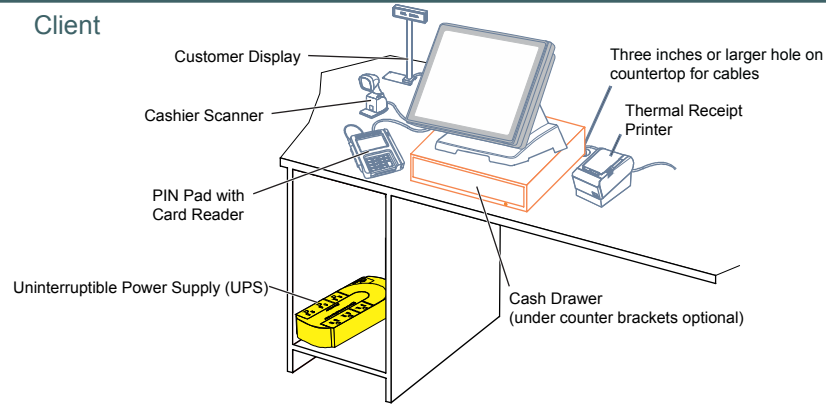 Client
Customer Display
Three inches or larger hole on
countertop for cables
Cashier Scanner
Thermal Receipt
Printer
PIN Pad with
Card Reader
Uninterruptible Power Supply (UPS)
Cash Drawer
(under counter brackets optional)